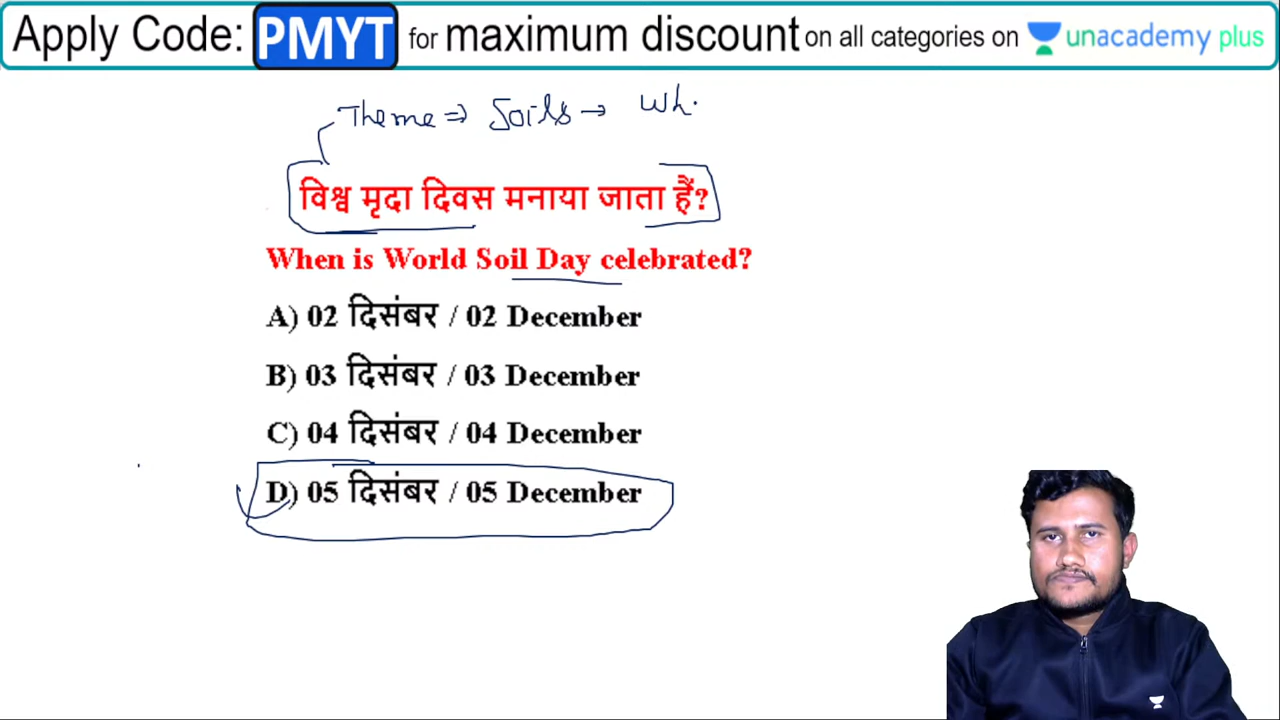 Apply Code: PMYT for maximum discount on all categories on unacademy plus
Theme ⇒ Soils → Wh.
विश्व मृदा दिवस मनाया जाता हैं?
When is World Soil Day celebrated?
A) 02 दिसंबर / 02 December
B) 03 दिसंबर / 03 December
C) 04 दिसंबर / 04 December
D) 05 दिसंबर / 05 December